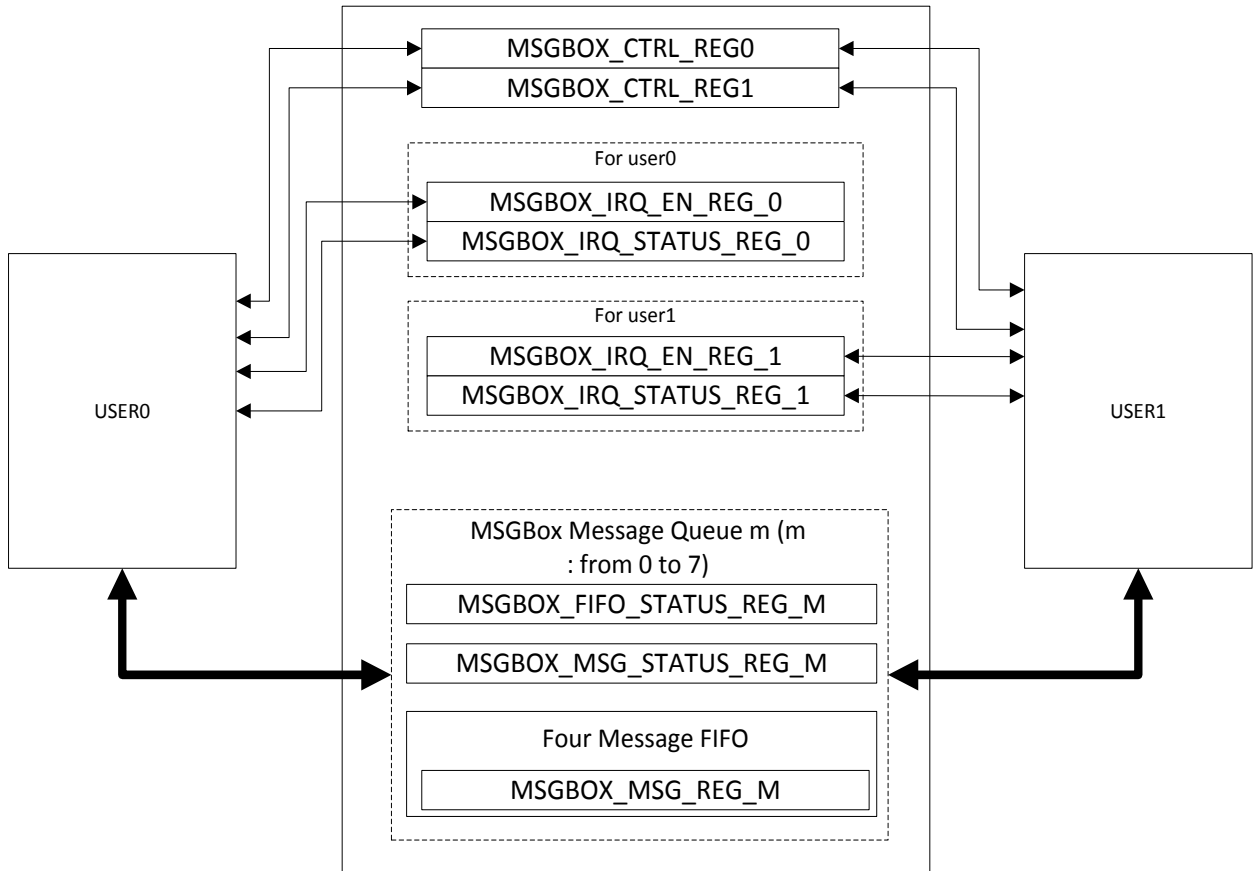 MSGBOX_CTRL_REG0
MSGBOX_CTRL_REG1
For user0
MSGBOX_IRQ_EN_REG_0
MSGBOX_IRQ_STATUS_REG_0
For user1
MSGBOX_IRQ_EN_REG_1
MSGBOX_IRQ_STATUS_REG_1
USER0
USER1
MSGBox Message Queue m (m
: from 0 to 7)
MSGBOX_FIFO_STATUS_REG_M
MSGBOX_MSG_STATUS_REG_M
Four Message FIFO
MSGBOX_MSG_REG_M